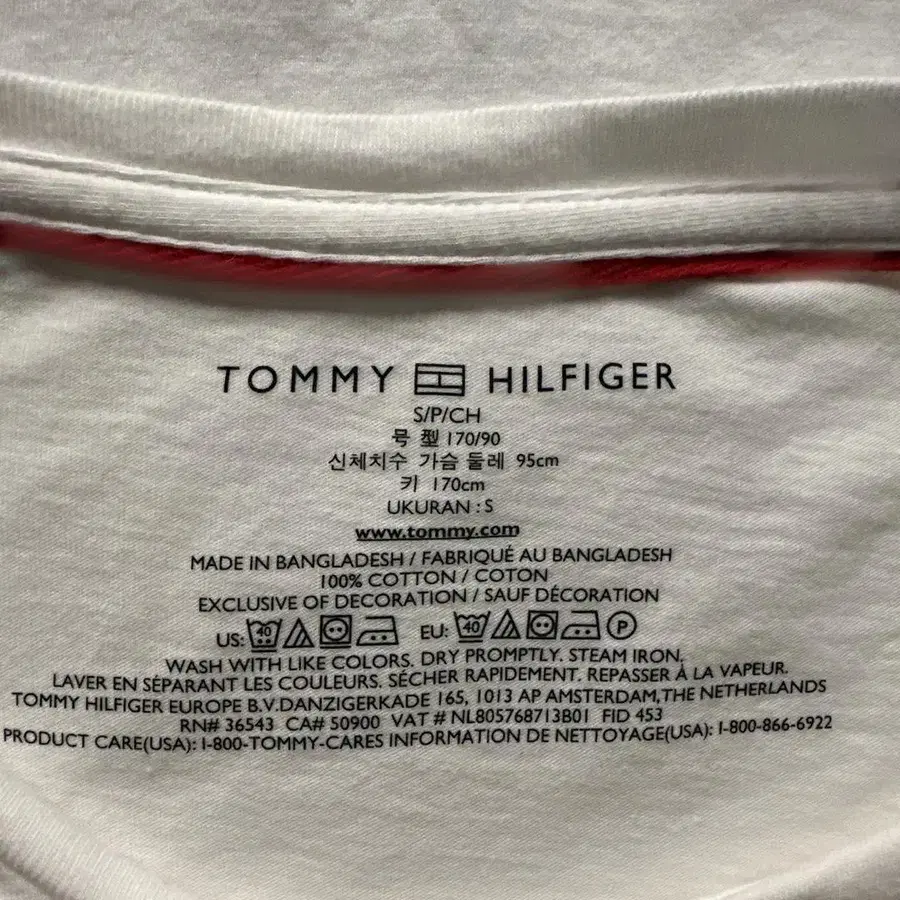 TOMMY HILFIGER
S/P/CH
号 型 170/90
신체치수 가슴 둘레 95cm
키 170cm
UKURAN : S
www.tommy.com
MADE IN BANGLADESH / FABRIQUÉ AU BANGLADESH
100% COTTON / COTON
EXCLUSIVE OF DECORATION / SAUF DÉCORATION
US: 40 EU: 40 P
WASH WITH LIKE COLORS. DRY PROMPTLY. STEAM IRON.
LAVER EN SÉPARANT LES COULEURS. SÉCHER RAPIDEMENT. REPASSER À LA VAPEUR.
TOMMY HILFIGER EUROPE B.V.DANZIGERKADE 165, 1013 AP AMSTERDAM,THE NETHERLANDS
RN# 36543 CA# 50900 VAT # NL805768713B01 FID 453
PRODUCT CARE(USA): 1-800-TOMMY-CARES INFORMATION DE NETTOYAGE(USA): 1-800-866-6922